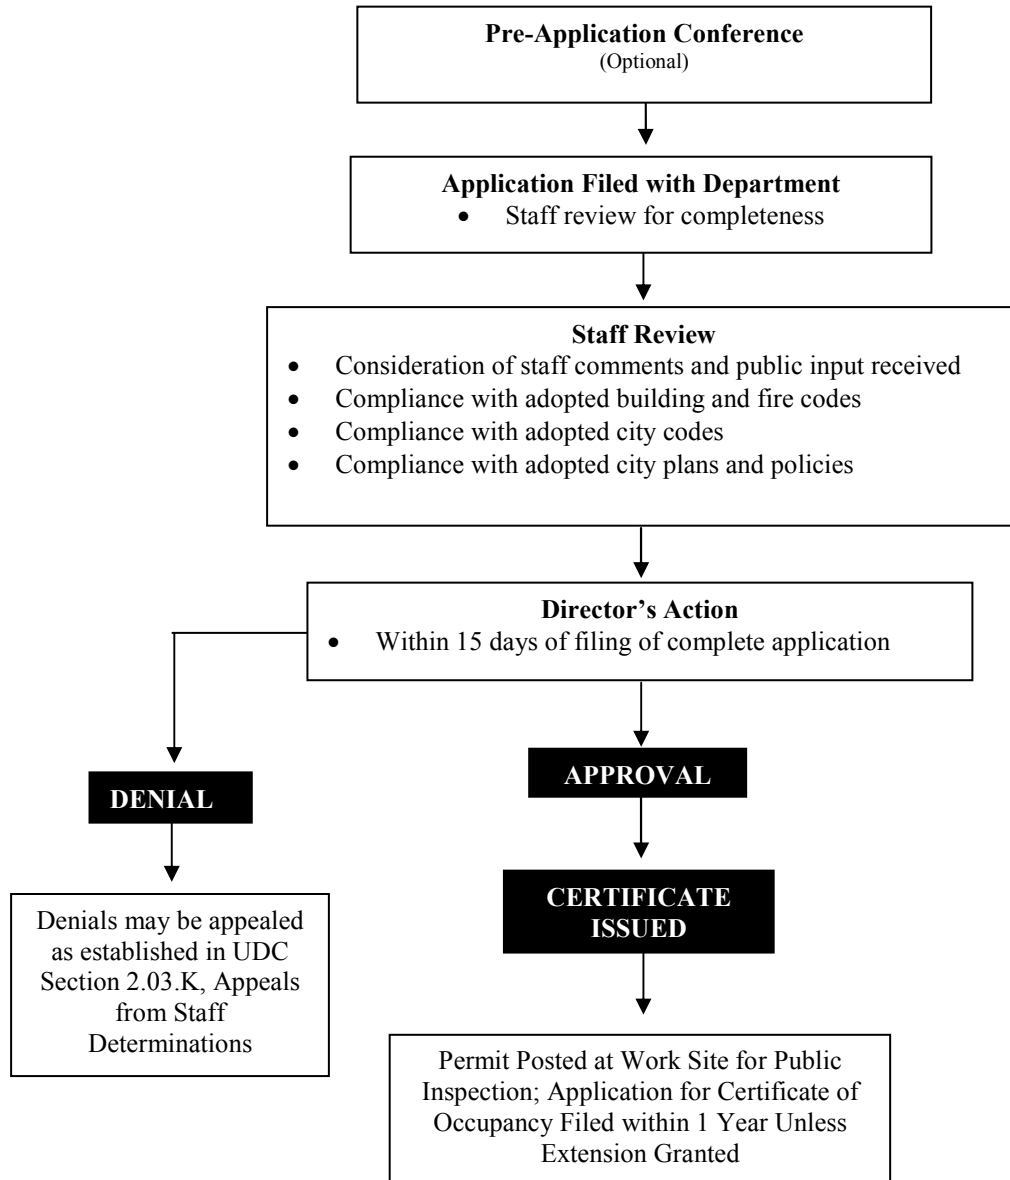 Pre-Application Conference
(Optional)
Application Filed with Department
• Staff review for completeness
Staff Review
• Consideration of staff comments and public input received
• Compliance with adopted building and fire codes
• Compliance with adopted city codes
• Compliance with adopted city plans and policies
Director’s Action
• Within 15 days of filing of complete application
DENIAL
APPROVAL
Denials may be appealed
as established in UDC
Section 2.03.K, Appeals
from Staff
Determinations
CERTIFICATE
ISSUED
Permit Posted at Work Site for Public
Inspection; Application for Certificate of
Occupancy Filed within 1 Year Unless
Extension Granted